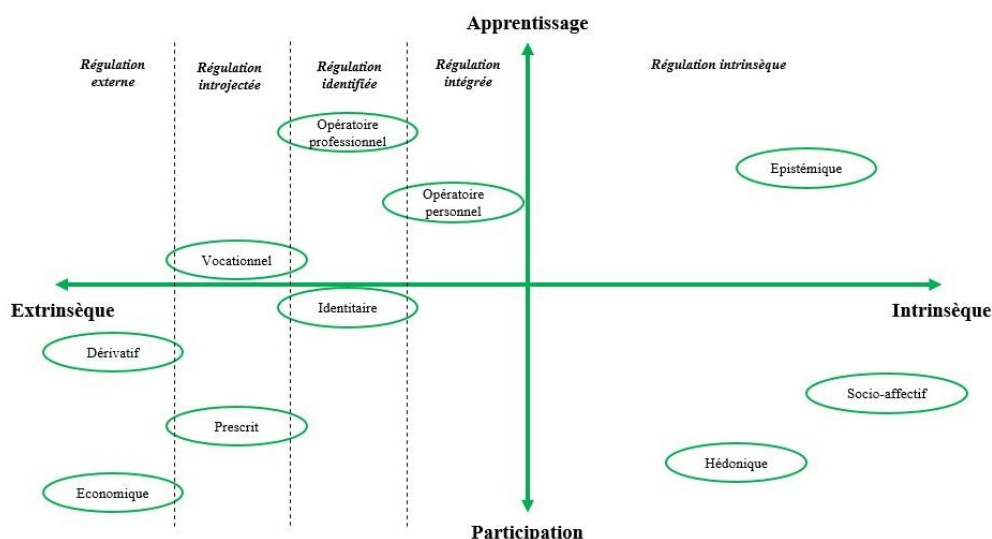 Apprentissage
Régulation
externe
Régulation
introjectée
Régulation
identifiée
Régulation
intégrée
Régulation intrinsèque
Opératoire
professionnel
Epistémique
Opératoire
personnel
Vocationnel
Extrinsèque
Identitaire
Intrinsèque
Dérivatif
Socio-affectif
Prescrit
Hédonique
Economique
Participation